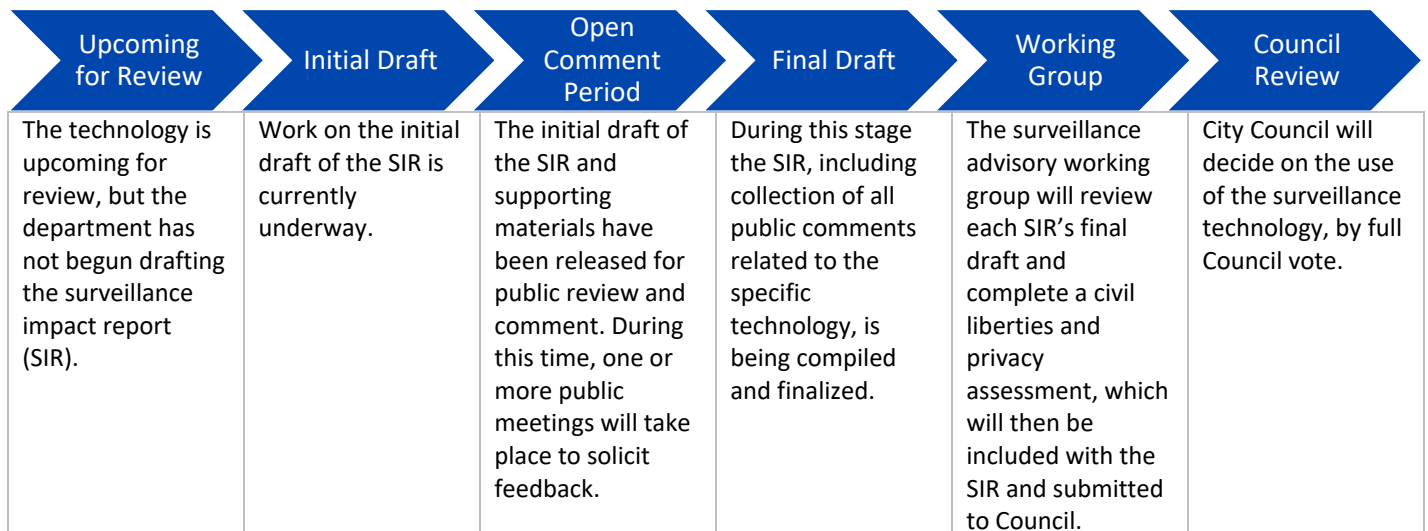 Upcoming
for Review
Initial Draft
Open
Comment
Period
Final Draft
Working
Group
Council
Review
The technology is
upcoming for
review, but the
department has
not begun drafting
the surveillance
impact report
(SIR).
Work on the initial
draft of the SIR is
currently
underway.
The initial draft of
the SIR and
supporting
materials have
been released for
public review and
comment. During
this time, one or
more public
meetings will take
place to solicit
feedback.
During this stage
the SIR, including
collection of all
public comments
related to the
specific
technology, is
being compiled
and finalized.
The surveillance
advisory working
group will review
each SIR’s final
draft and
complete a civil
liberties and
privacy
assessment, which
will then be
included with the
SIR and submitted
to Council.
City Council will
decide on the use
of the surveillance
technology, by full
Council vote.